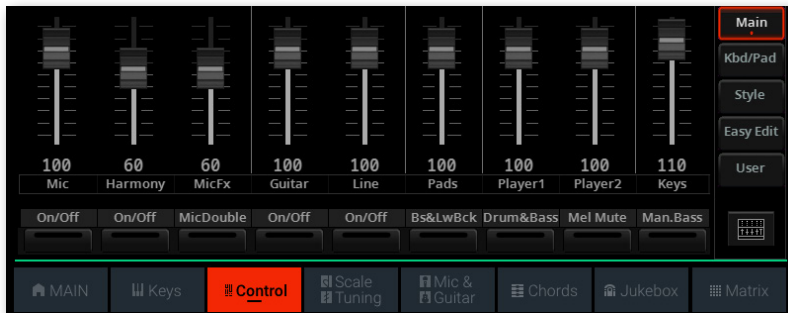 Main
Kbd/Pad
Style
Easy Edit
User
100 60 60 100 100 100 100 100 110
Mic Harmony MicFx Guitar Line Pads Player1 Player2 Keys
On/Off On/Off MicDouble On/Off On/Off Bs&LwBck Drum&Bass Mel Mute Man.Bass
MAIN Keys Control Scale Tuning Mic & Guitar Chords Jukebox Matrix